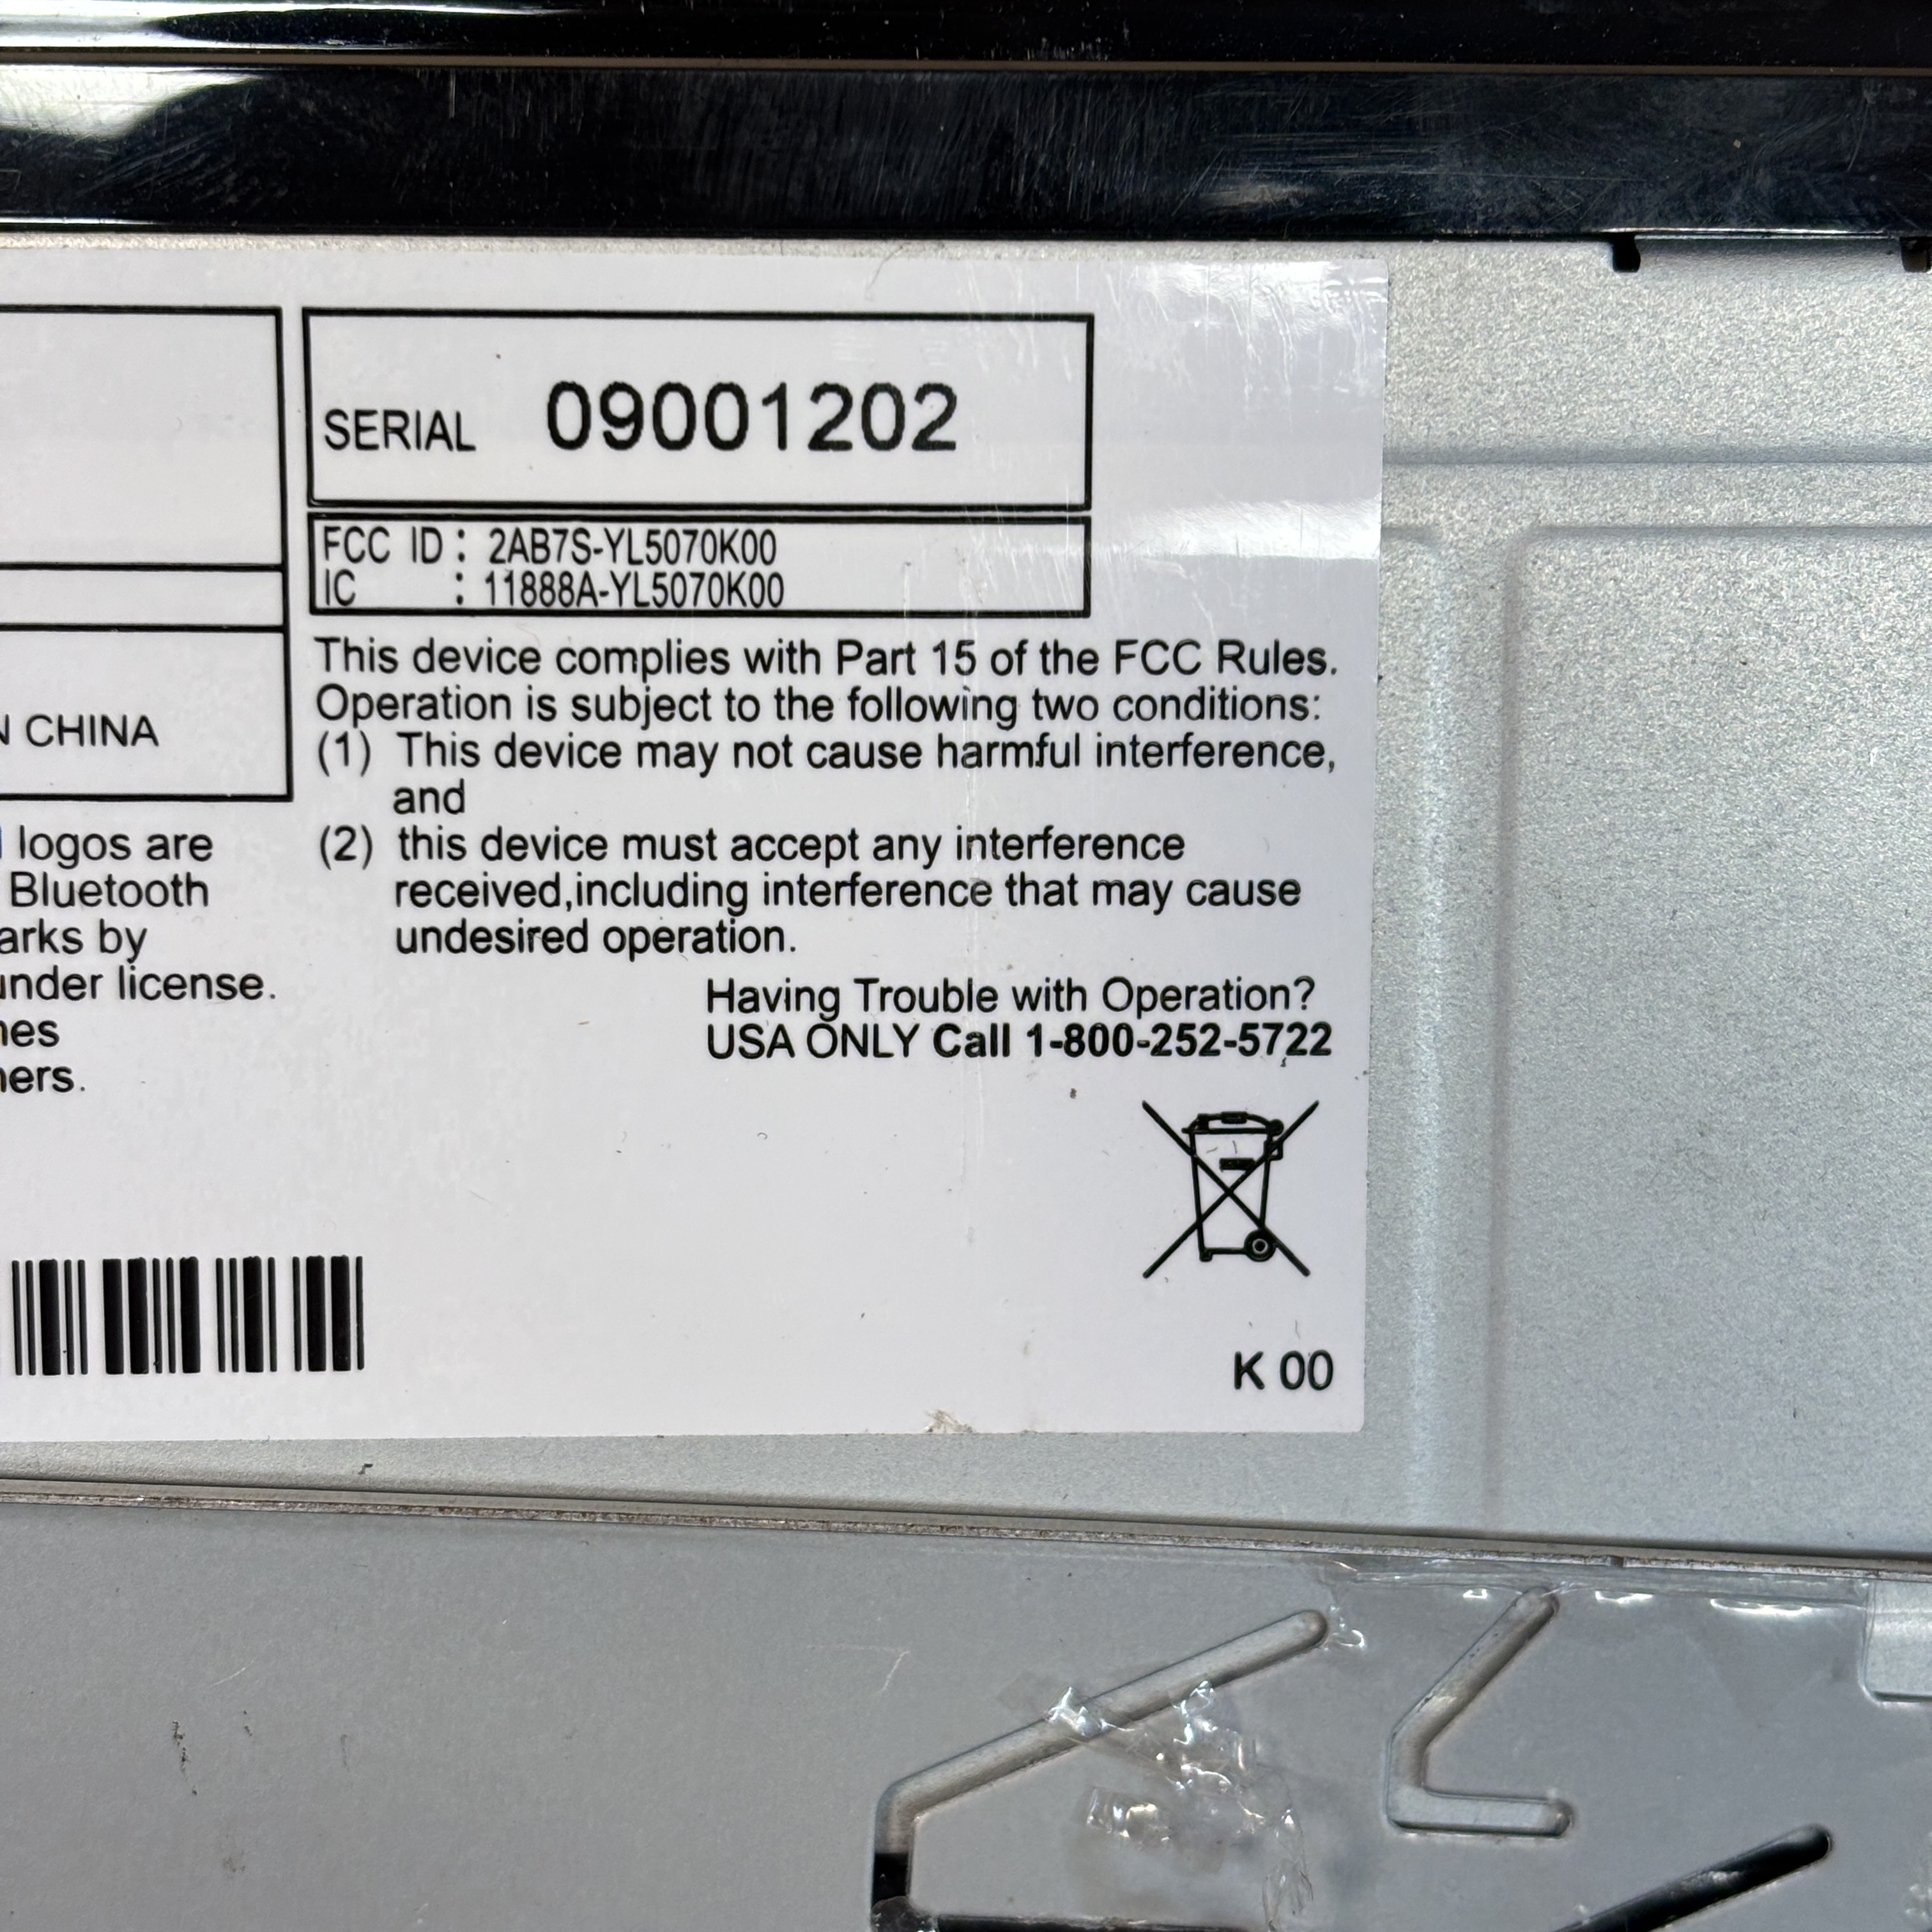 SERIAL 09001202
FCC ID : 2AB7S-YL5070K00
IC : 11888A-YL5070K00
This device complies with Part 15 of the FCC Rules.
Operation is subject to the following two conditions:
(1) This device may not cause harmful interference,
and
(2) this device must accept any interference
received,including interference that may cause
undesired operation.
Having Trouble with Operation?
USA ONLY Call 1-800-252-5722
K 00
CHINA
logos are
Bluetooth
by
under license.